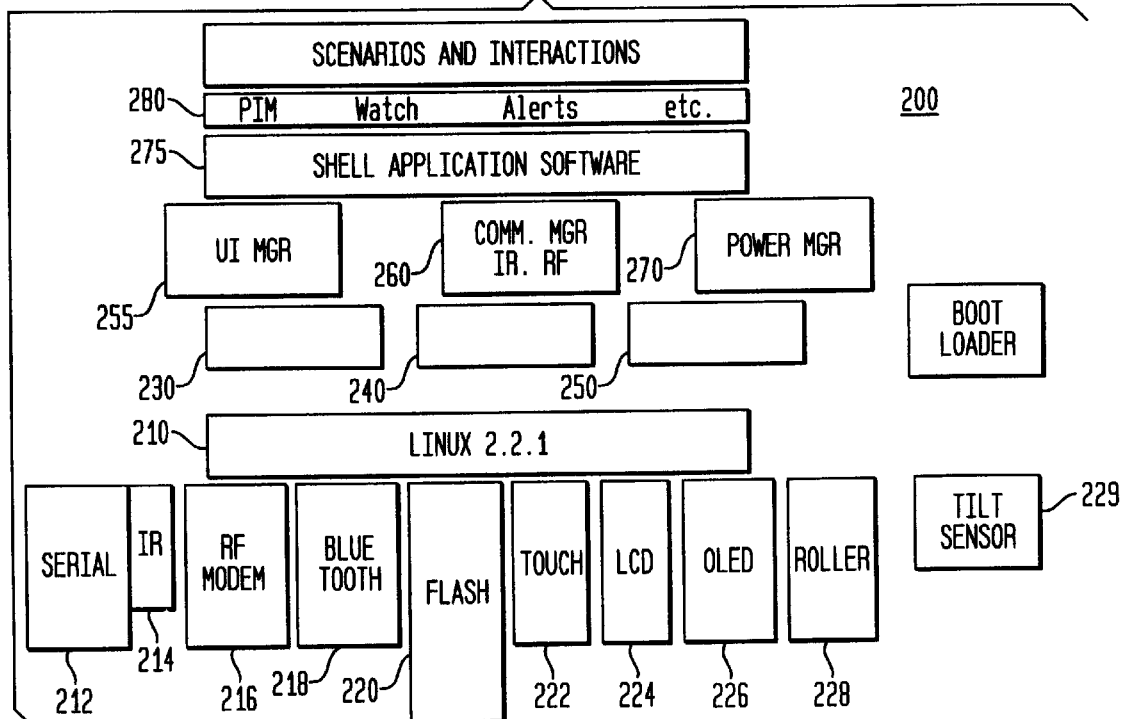 SCENARIOS AND INTERACTIONS
280 PIM Watch Alerts etc.
200
275 SHELL APPLICATION SOFTWARE
UI MGR
255
260 COMM. MGR
IR. RF
270 POWER MGR
BOOT
LOADER
230
240
250
210 LINUX 2.2.1
SERIAL
212
IR
214
RF
MODEM
216
BLUE
TOOTH
218
FLASH
220
TOUCH
222
LCD
224
OLED
226
ROLLER
228
TILT
SENSOR
229